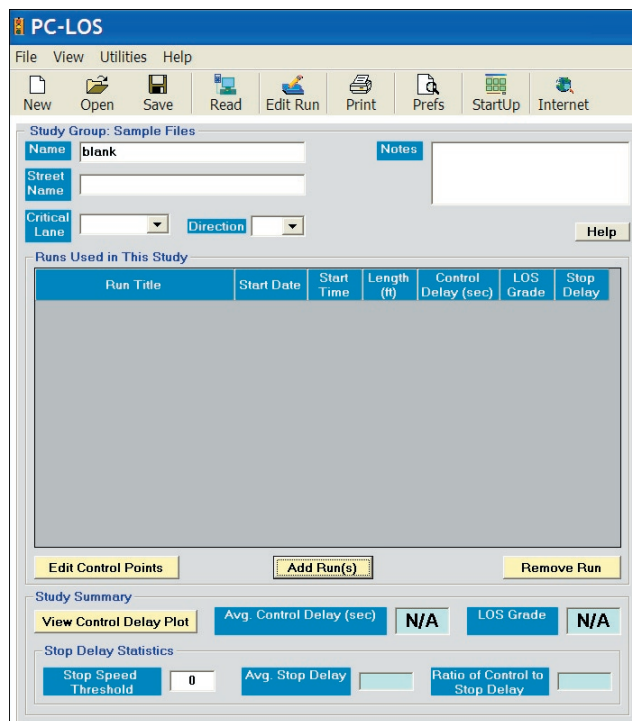 PC-LOS
File View Utilities Help
New Open Save Read Edit Run Print Prefs StartUp Internet
Study Group: Sample Files
Name blank Notes
Street
Name
Critical
Lane
Direction
Help
Runs Used in This Study
Run Title
Start Date
Start
Time
Length
(ft)
Control
Delay (sec)
LOS
Grade
Stop
Delay
Edit Control Points Add Run(s) Remove Run
Study Summary
View Control Delay Plot Avg. Control Delay (sec) N/A LOS Grade N/A
Stop Delay Statistics
Stop Speed
Threshold
0
Avg. Stop Delay
Ratio of Control to
Stop Delay